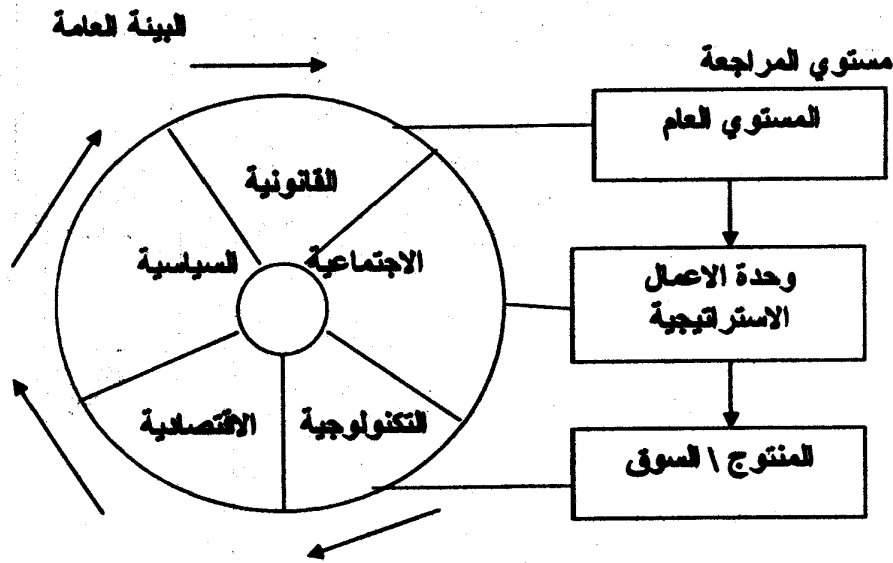 البيئة العامة
مستوي المراجعة
المستوي العام
القانونية
السياسية
الاجتماعية
وحدة الاعمال
الاستراتيجية
الاقتصادية
التكنولوجية
المنتوج \ السوق